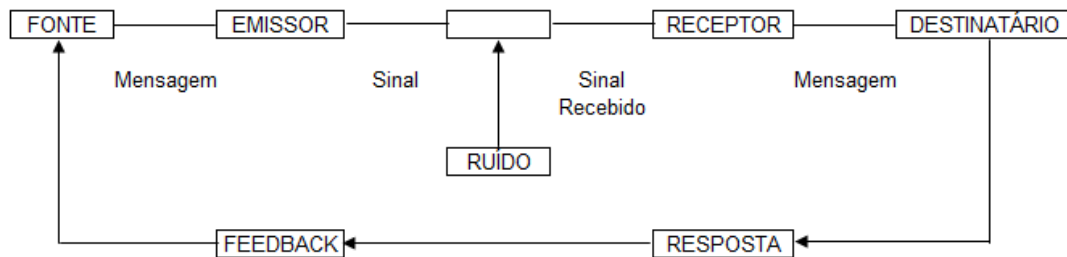 FONTE
EMISSOR
RECEPTOR
DESTINATÁRIO
Mensagem
Sinal
Sinal
Recebido
Mensagem
RUÍDO
FEEDBACK
RESPOSTA